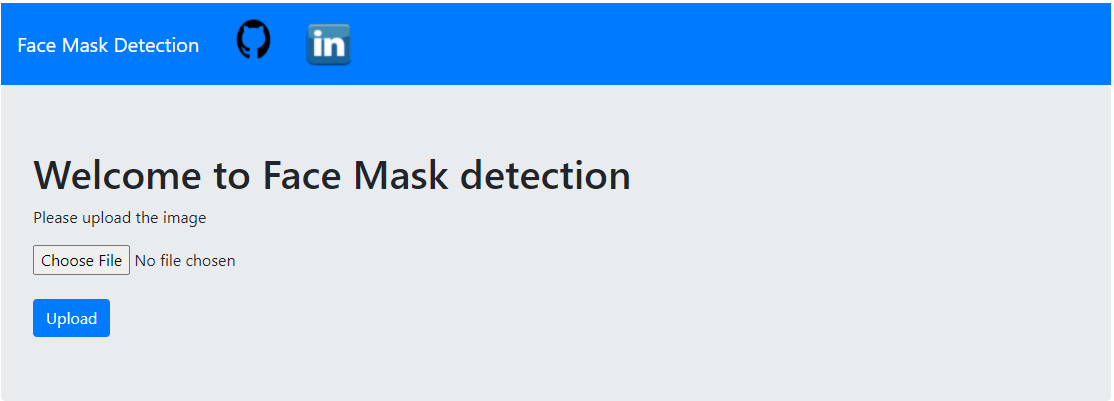 Face Mask Detection in
Welcome to Face Mask detection
Please upload the image
Choose File No file chosen
Upload